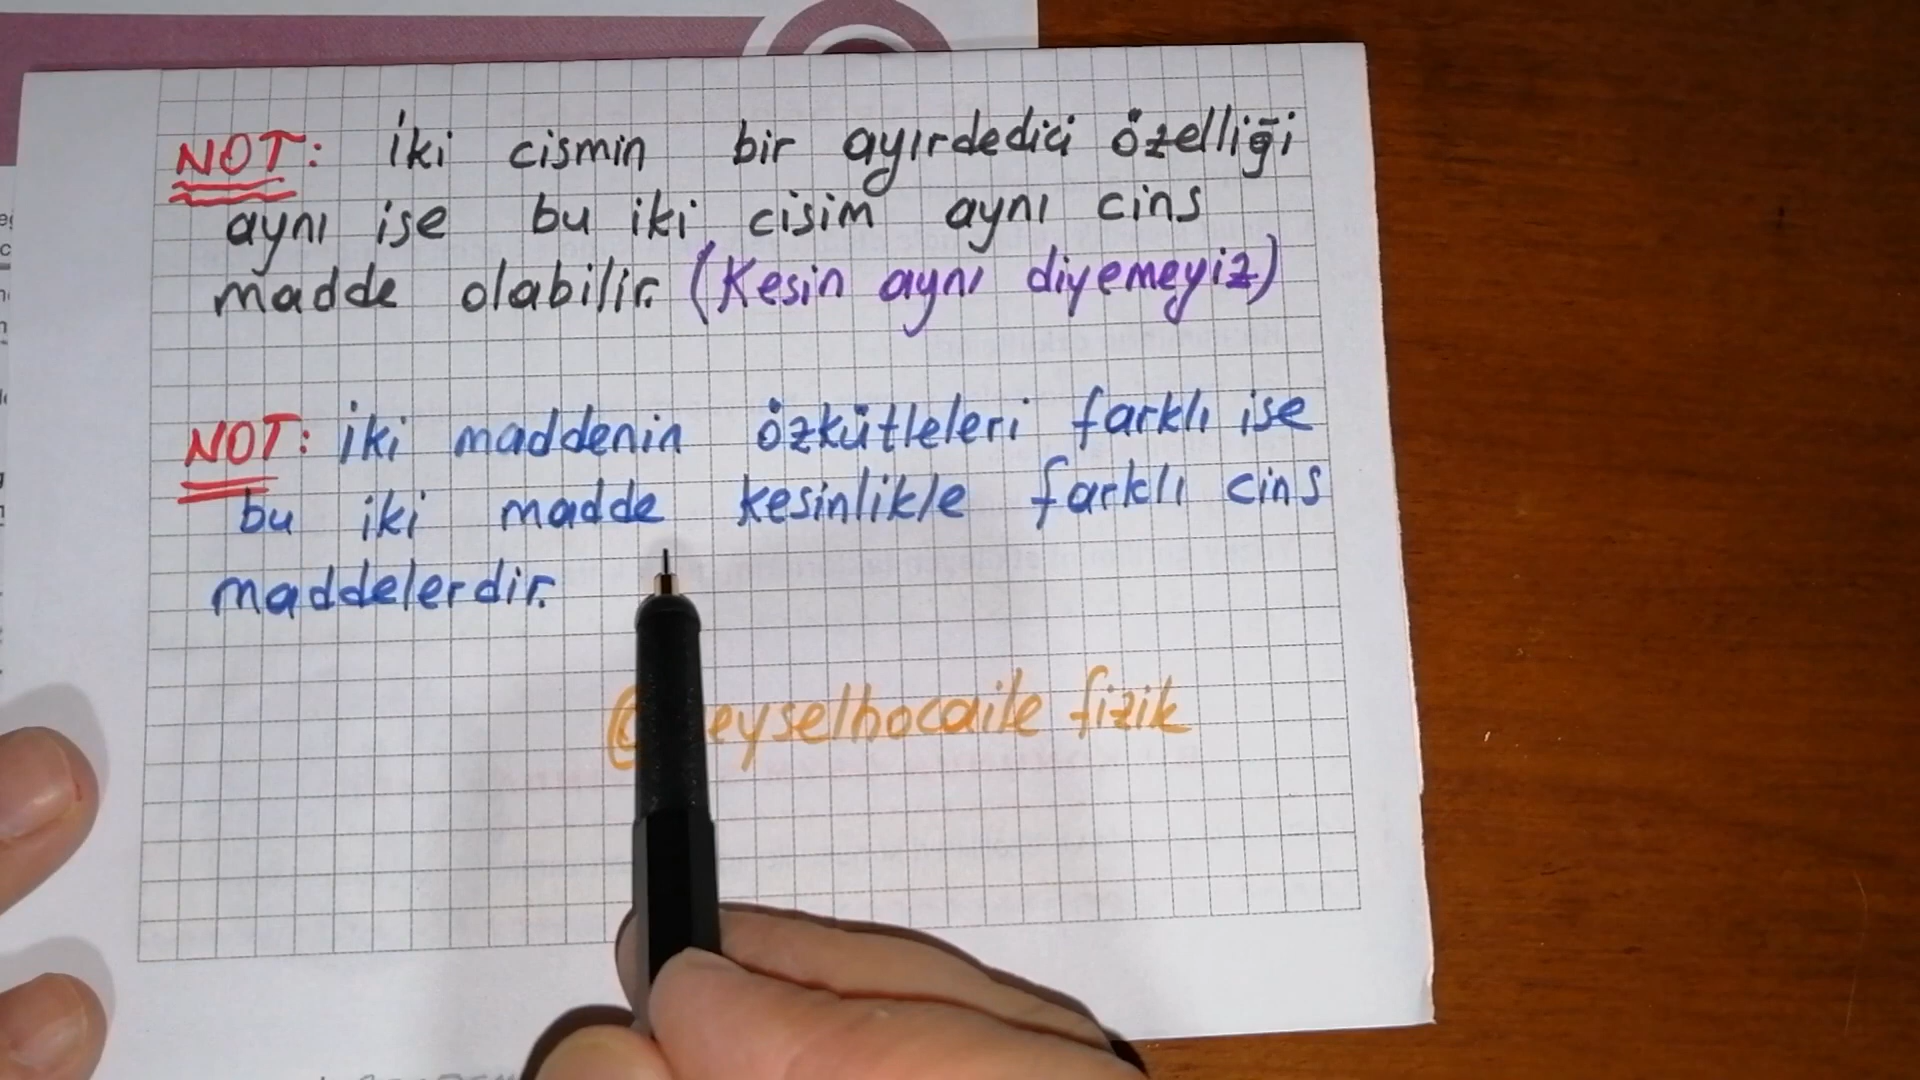 NOT: İki cismin bir ayırdedici özelliği
aynı ise bu iki cisim aynı cins
madde olabilir. (Kesin aynı diyemeyiz)
NOT: İki maddenin özkütleleri farklı ise
bu iki madde kesinlikle farklı cins
maddelerdir.
eyselhocaile fizik